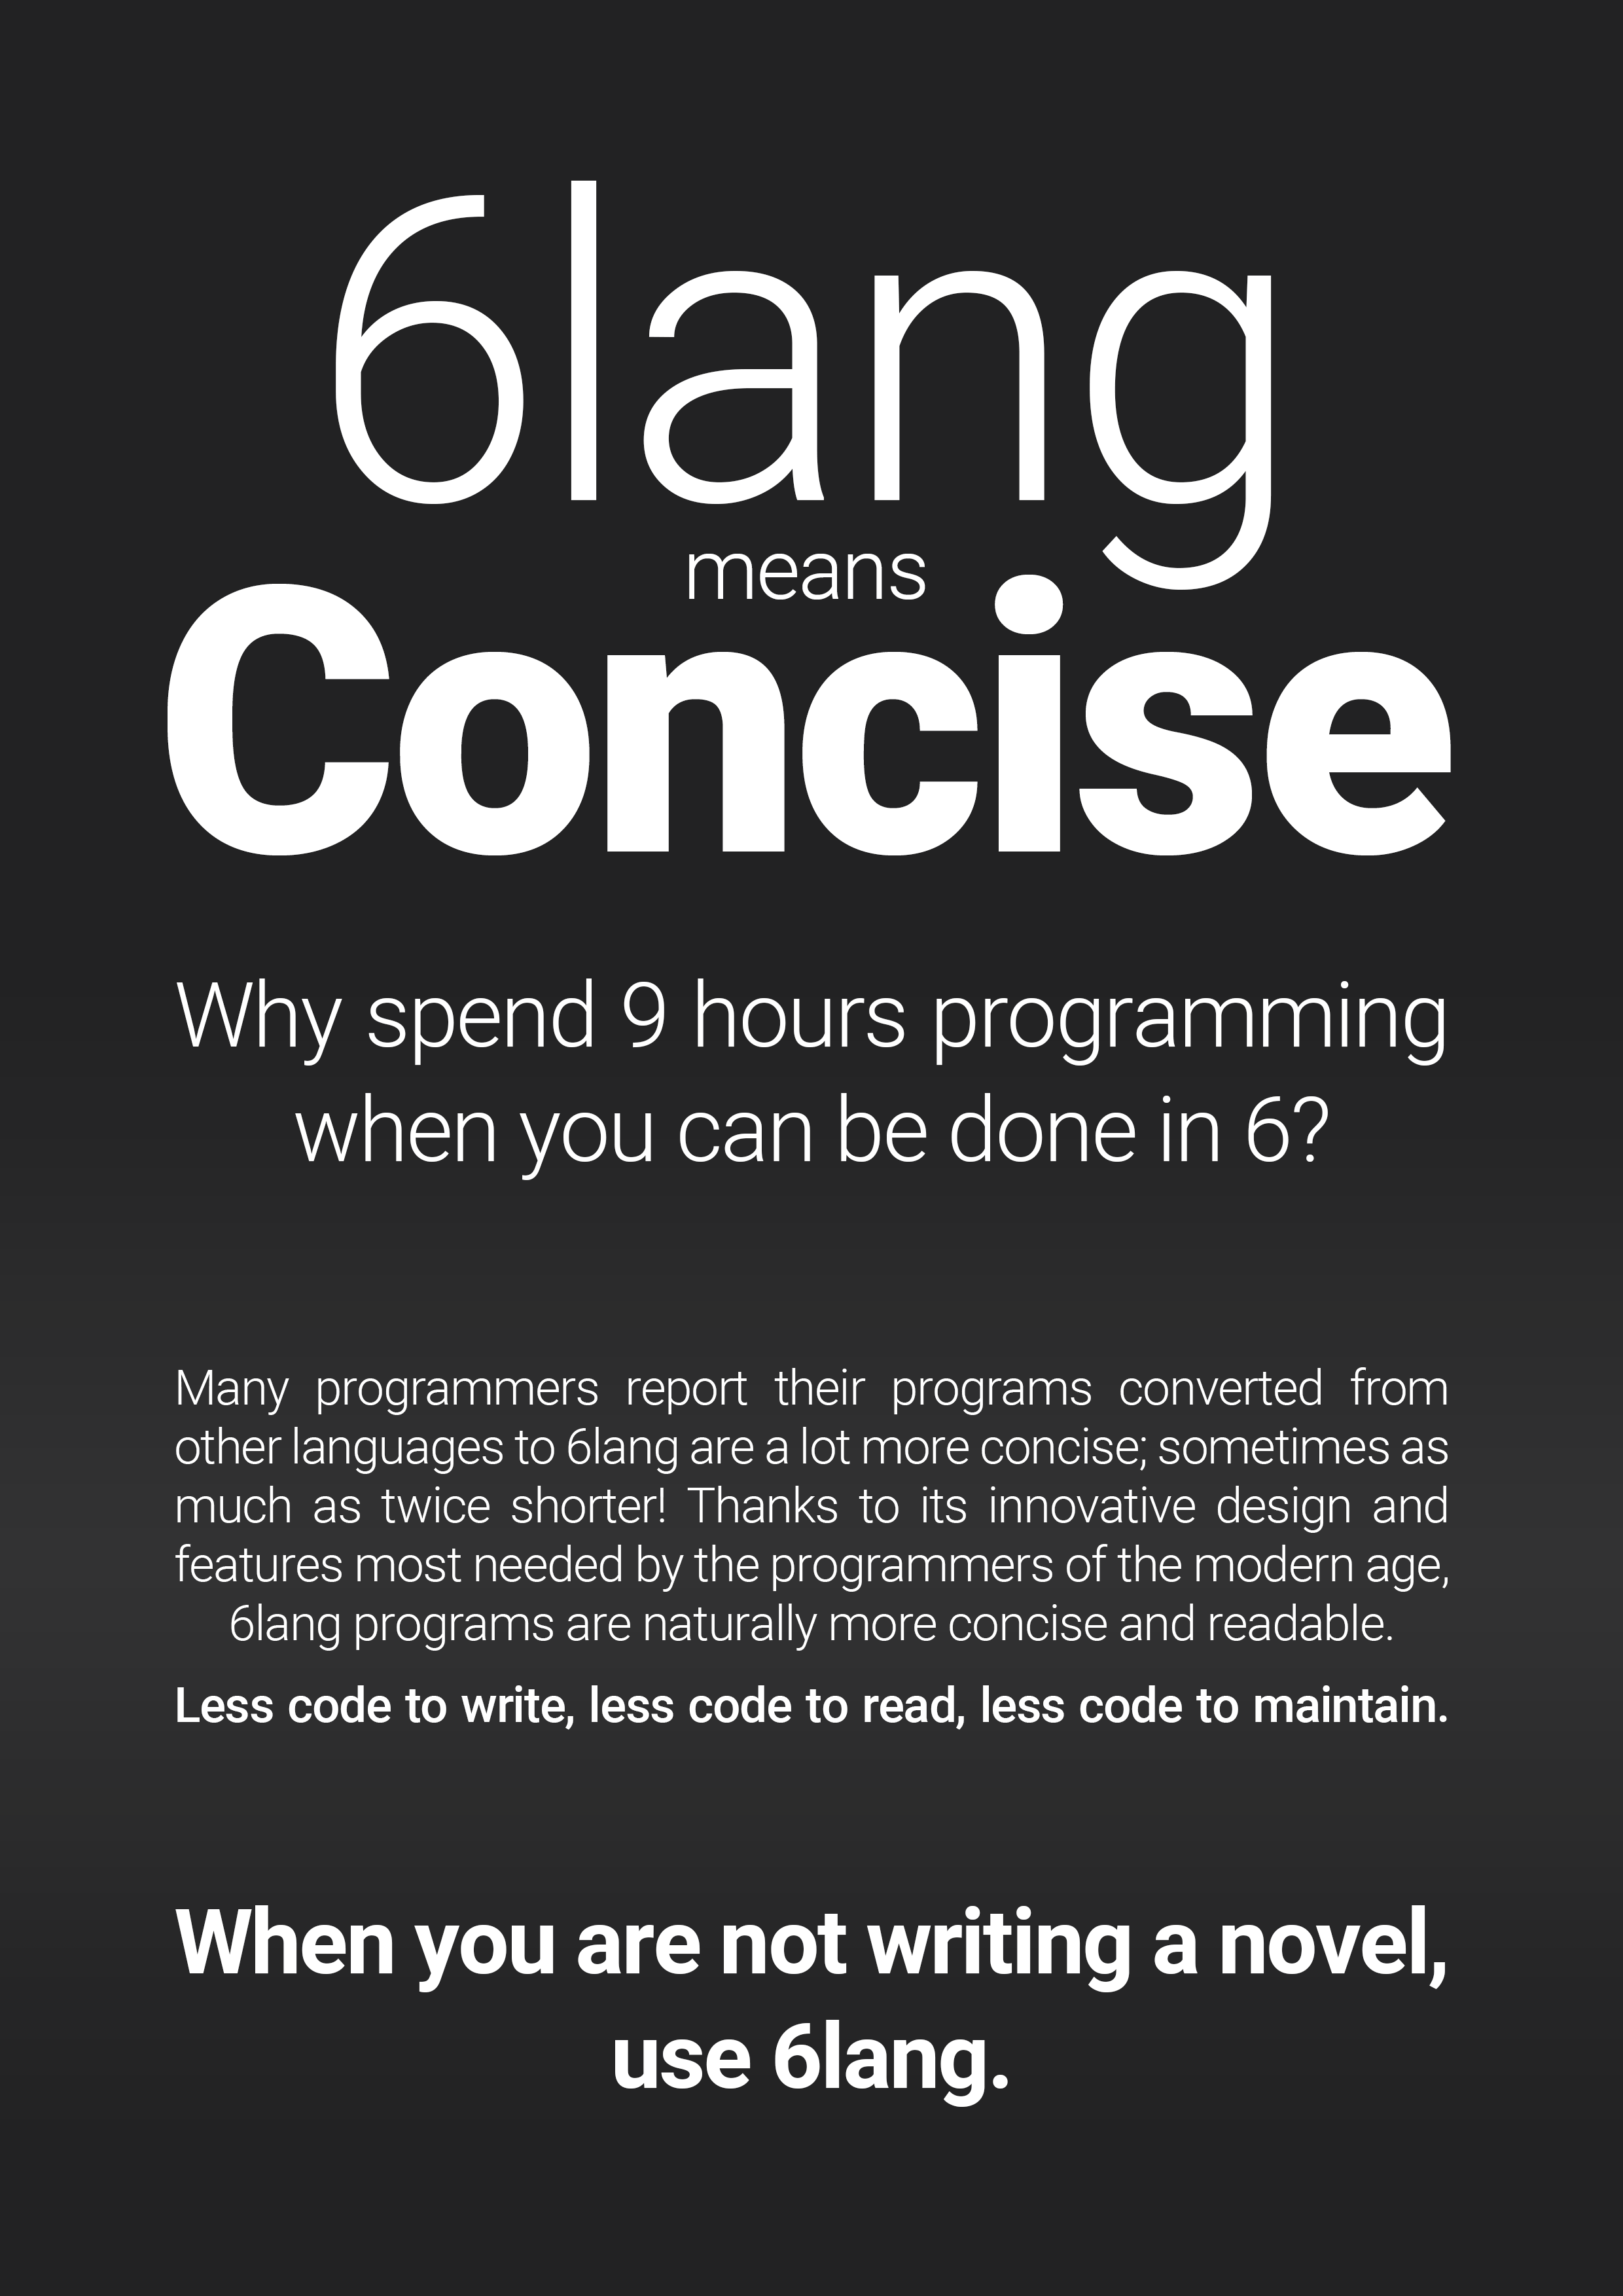 6lang
means
Concise
Why spend 9 hours programming
when you can be done in 6?
Many programmers report their programs converted from
other languages to 6lang are a lot more concise; sometimes as
much as twice shorter! Thanks to its innovative design and
features most needed by the programmers of the modern age,
6lang programs are naturally more concise and readable.
Less code to write, less code to read, less code to maintain.
When you are not writing a novel,
use 6lang.